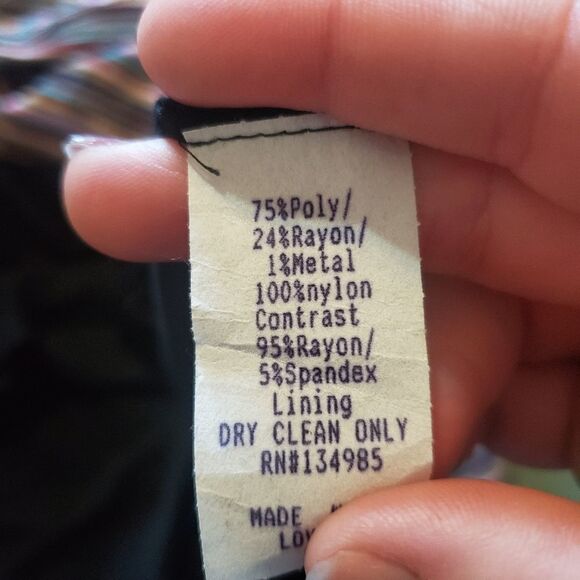 75%Poly/
24%Rayon/
1%Metal
100%nylon
Contrast
95%Rayon/
5%Spandex
Lining
DRY CLEAN ONLY
RN#134985
MADE